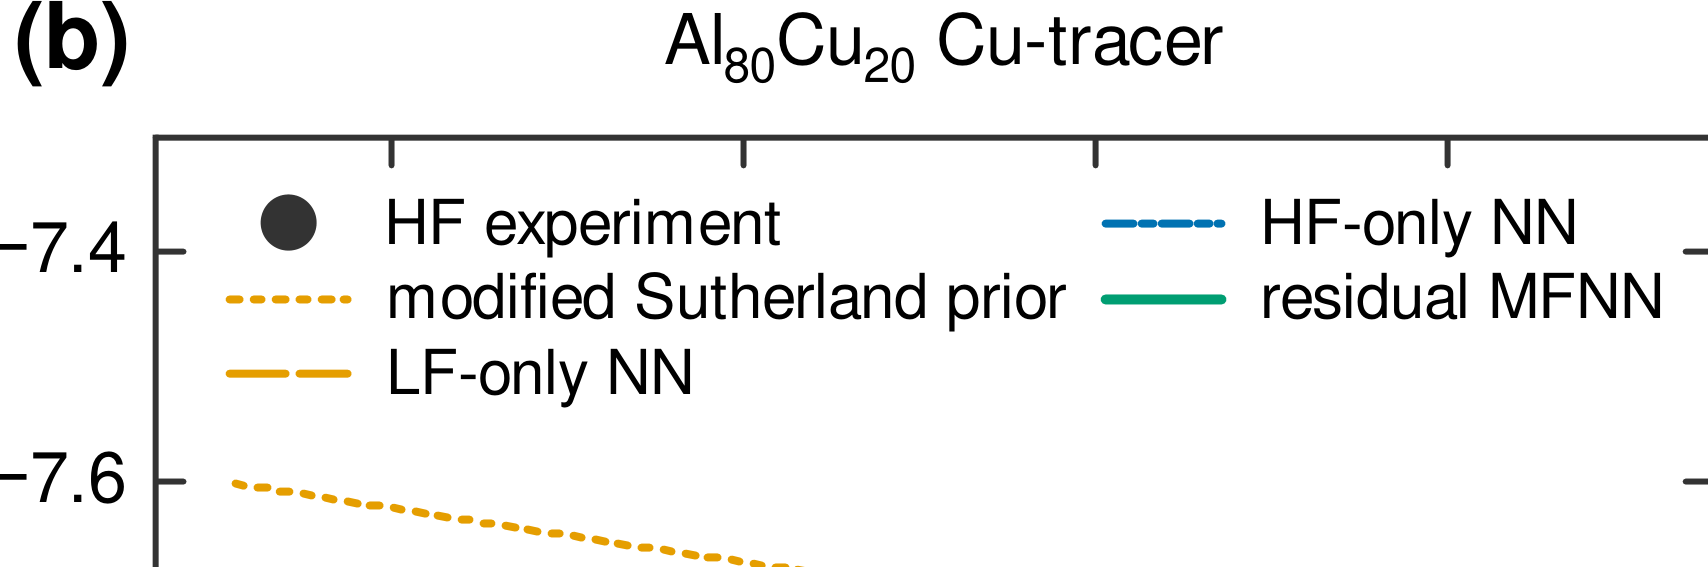 (b)
Al₈₀Cu₂₀ Cu-tracer
HF experiment
HF-only NN
−7.4
modified Sutherland prior
residual MFNN
LF-only NN
−7.6